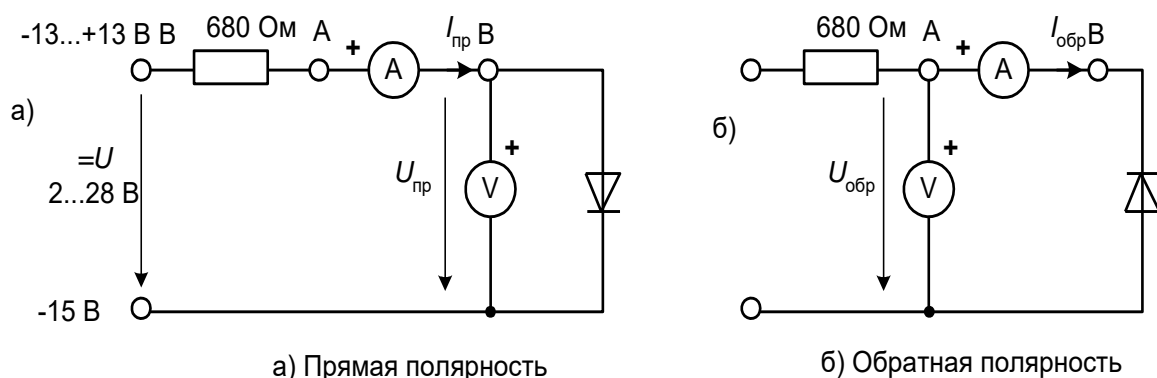 -13...+13 В В
680 Ом
А
+
А
Iпр
В
а)
=U
2...28 В
Uпр
+
V
-15 В
а) Прямая полярность
680 Ом
А
+
А
Iобр
В
б)
Uобр
+
V
б) Обратная полярность